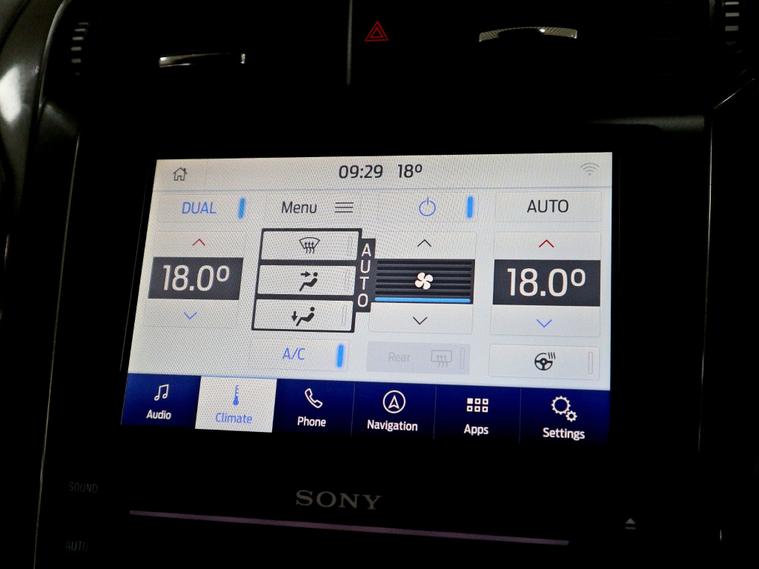 09:29 18º
DUAL Menu AUTO
AUTO
18.0º 18.0º
A/C Rear
Audio Climate Phone Navigation Apps Settings
SOUND
SONY
AUTO